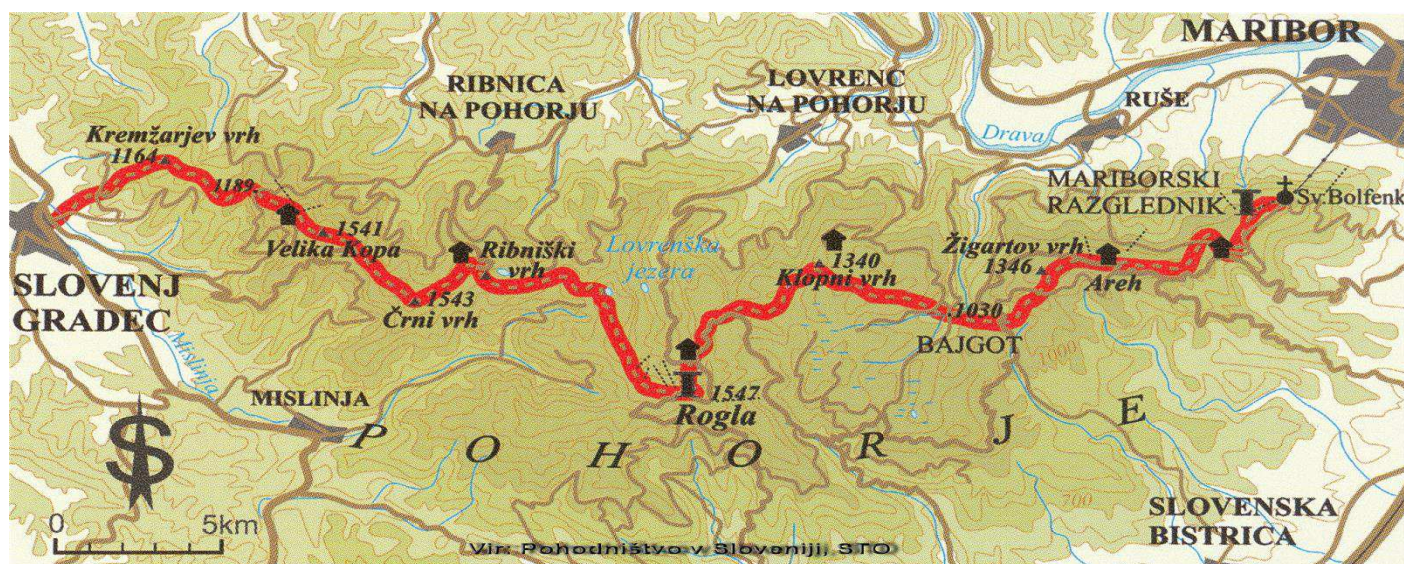 MARIBOR
RIBNICA
NA POHORJU
LOVRENC
NA POHORJU
RUŠE
Drava
Kremžarjev vrh
1164
1189
MARIBORSKI
RAZGLEDNIK
Sv. Bolfenk
1541
Velika Kopa
Ribniški
vrh
Lovrenška
jezera
1340
Klopni vrh
Žigartov vrh
1346
Areh
SLOVENJ
GRADEC
1543
Črni vrh
.1030
BAJGOT
1000
Mislinja
MISLINJA
1547
Rogla
POHORJE
700
S
0 5km
SLOVENSKA
BISTRICA
Vir: Pohodništvo v Sloveniji, STO